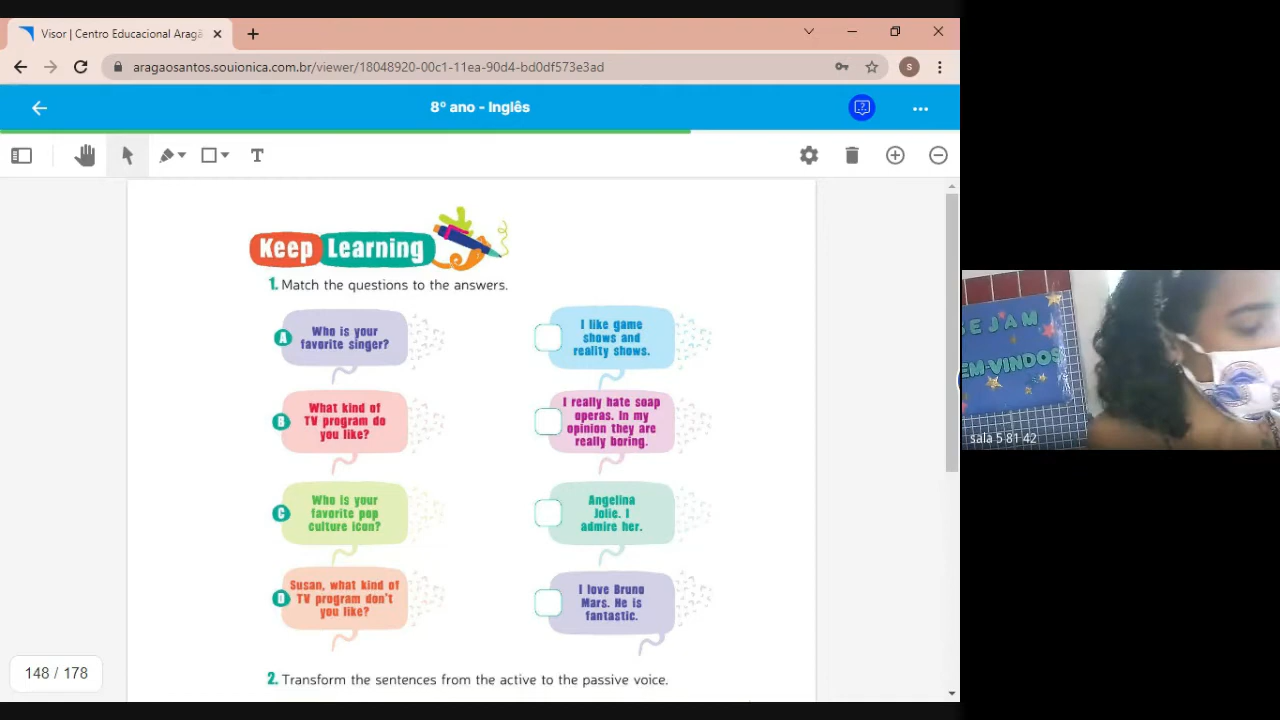 Visor | Centro Educacional Aragã
aragaosantos.souionica.com.br/viewer/18048920-00c1-11ea-90d4-bd0df573e3ad
S
8º ano - Inglês
T
Keep Learning
1. Match the questions to the answers.
A
Who is your
favorite singer?
I like game
shows and
reality shows.
B
What kind of
TV program do
you like?
I really hate soap
operas. In my
opinion they are
really boring.
C
Who is your
favorite pop
culture icon?
Angelina
Jolie. I
admire her.
D
Susan, what kind of
TV program don't
you like?
I love Bruno
Mars. He is
fantastic.
148 / 178
2. Transform the sentences from the active to the passive voice.
SEJAM
EM-VINDOS
sala 5 81 42